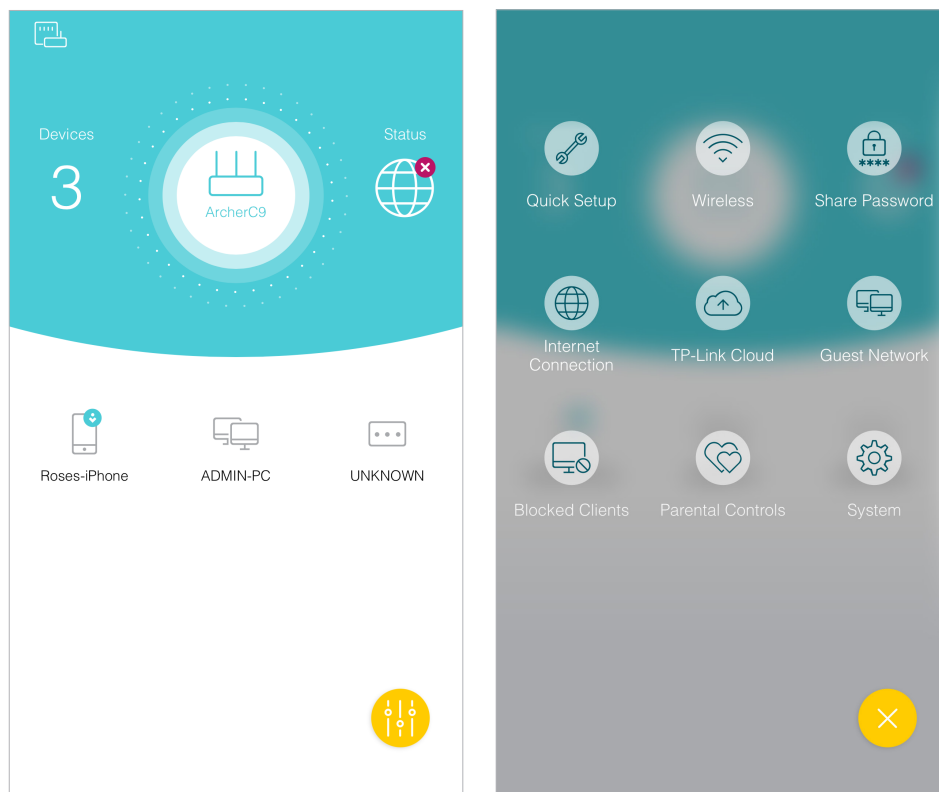 Devices
Status
3
ArcherC9
Roses-iPhone
ADMIN-PC
UNKNOWN
****
Quick Setup
Wireless
Share Password
Internet
Connection
TP-Link Cloud
Guest Network
Blocked Clients
Parental Controls
System